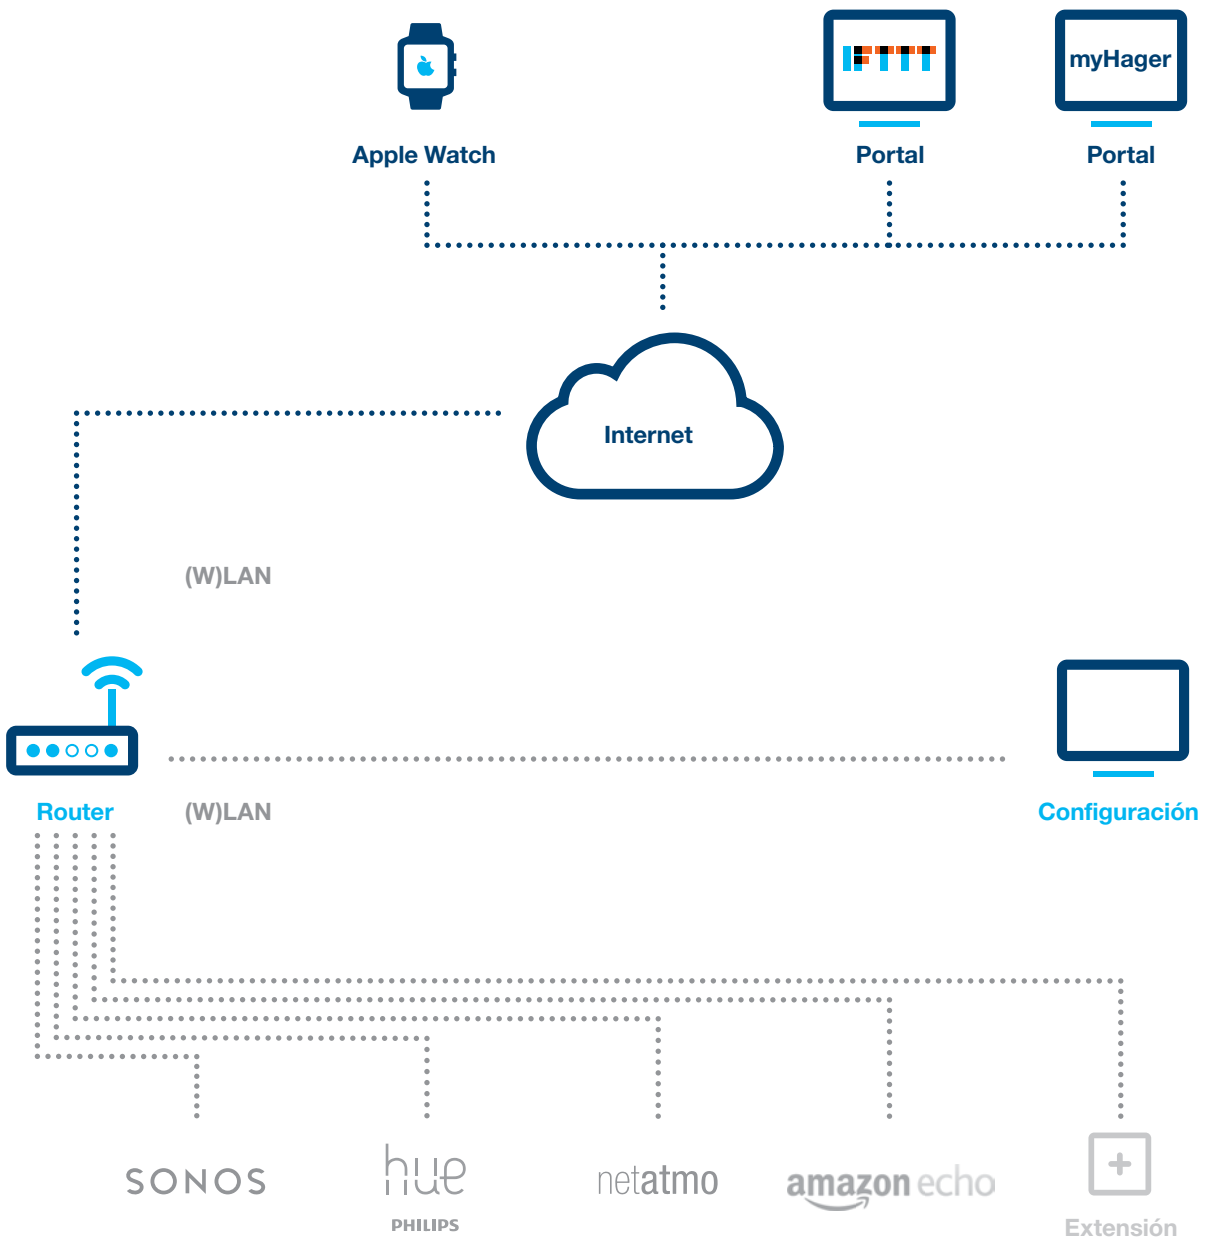 IFTTT
myHager
Apple Watch
Portal
Portal
Internet
(W)LAN
Router
(W)LAN
Configuración
SONOS
hue
PHILIPS
netatmo
amazon echo
Extensión